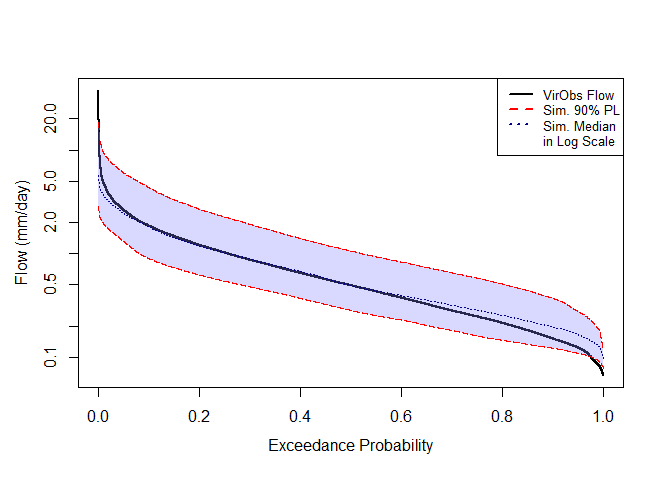 VirObs Flow
Sim. 90% PL
Sim. Median
in Log Scale
20.0
5.0
2.0
0.5
0.1
Flow (mm/day)
0.0 0.2 0.4 0.6 0.8 1.0
Exceedance Probability